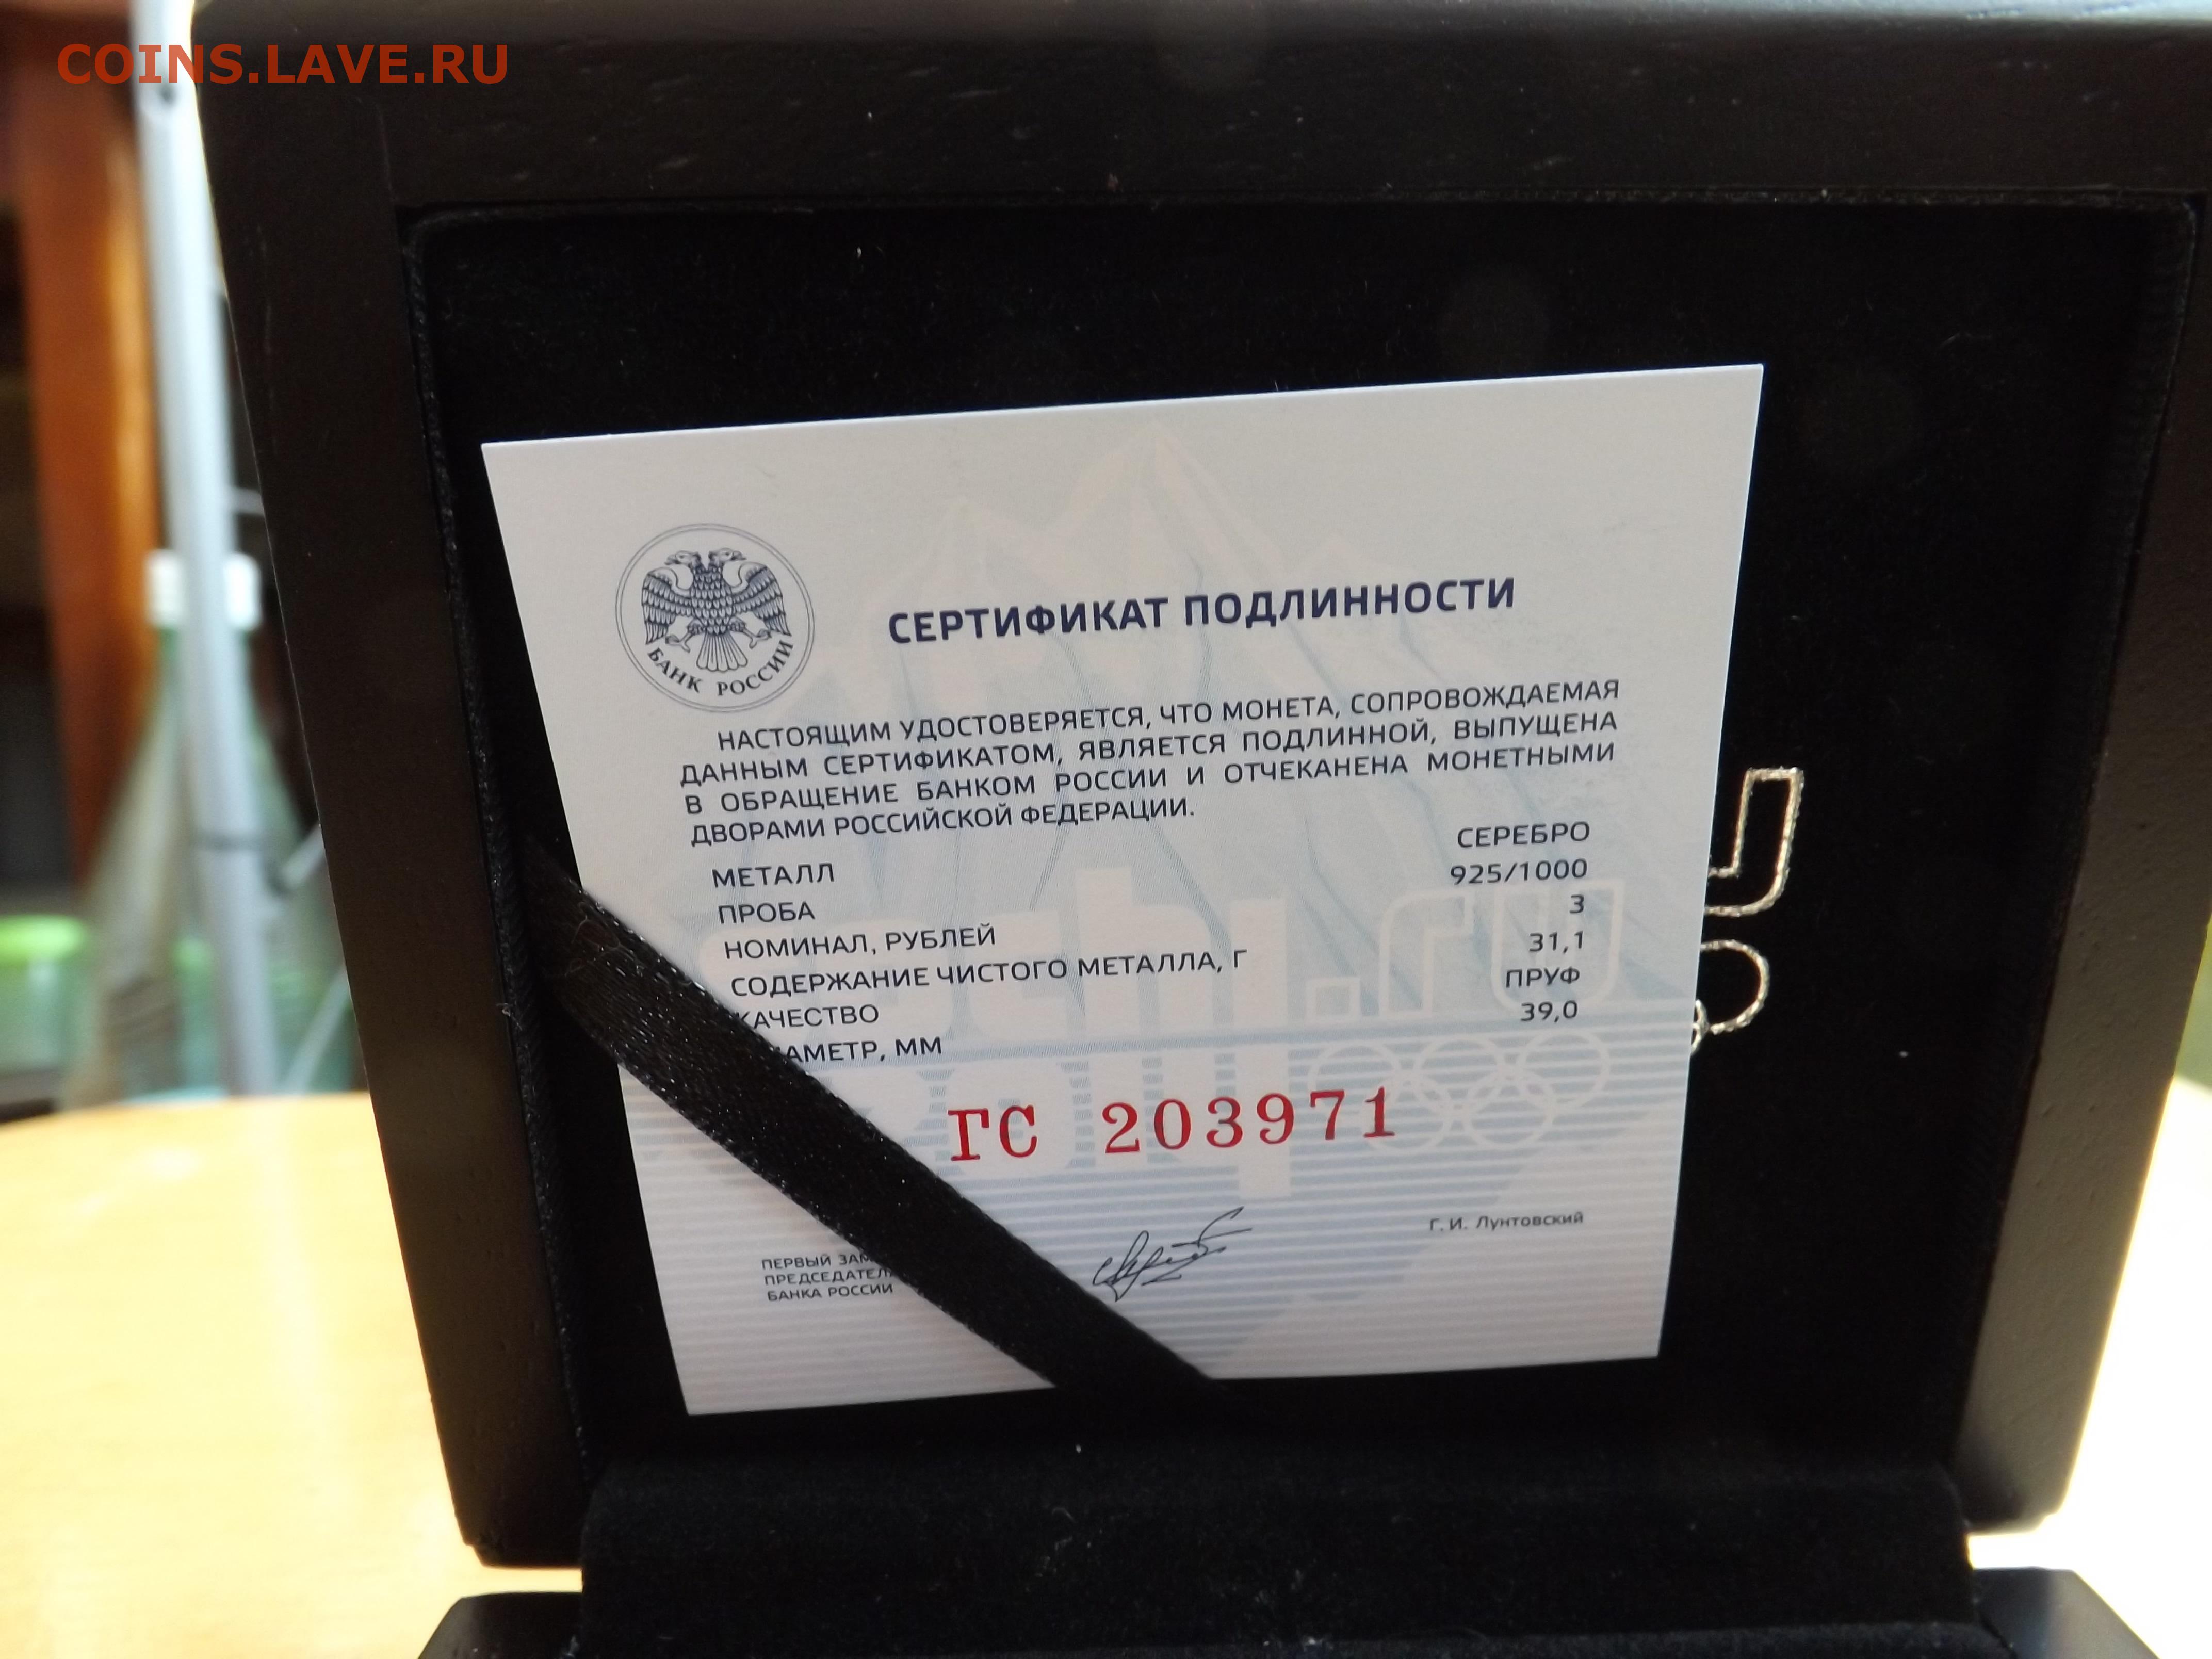 COINS.LAVE.RU
БАНК РОССИИ
СЕРТИФИКАТ ПОДЛИННОСТИ
НАСТОЯЩИМ УДОСТОВЕРЯЕТСЯ, ЧТО МОНЕТА, СОПРОВОЖДАЕМАЯ
ДАННЫМ СЕРТИФИКАТОМ, ЯВЛЯЕТСЯ ПОДЛИННОЙ, ВЫПУЩЕНА
В ОБРАЩЕНИЕ БАНКОМ РОССИИ И ОТЧЕКАНЕНА МОНЕТНЫМИ
ДВОРАМИ РОССИЙСКОЙ ФЕДЕРАЦИИ.
МЕТАЛЛ СЕРЕБРО
ПРОБА 925/1000
НОМИНАЛ, РУБЛЕЙ 3
СОДЕРЖАНИЕ ЧИСТОГО МЕТАЛЛА, Г 31,1
КАЧЕСТВО ПРУФ
АМЕТР, ММ 39,0
ГС 203971
ПЕРВЫЙ ЗАМ
ПРЕДСЕДАТЕЛ
БАНКА РОССИИ
Г. И. Лунтовский